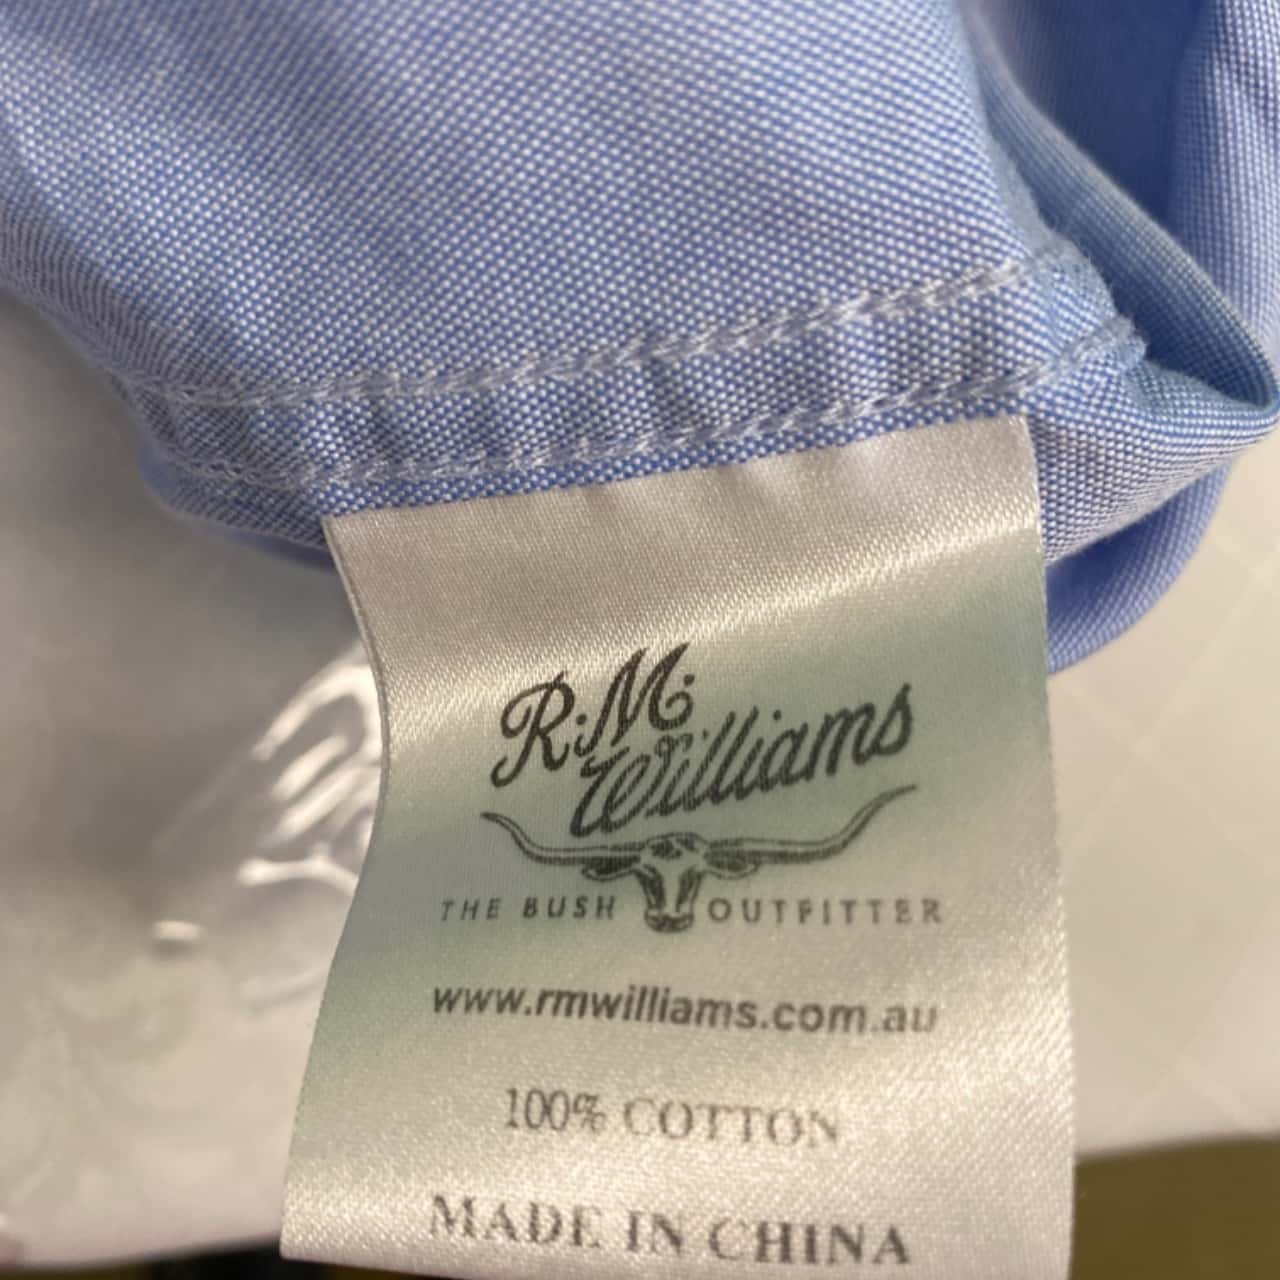 R.M.
Williams
THE BUSH OUTFITTER
www.rmwilliams.com.au
100% COTTON
MADE IN CHINA